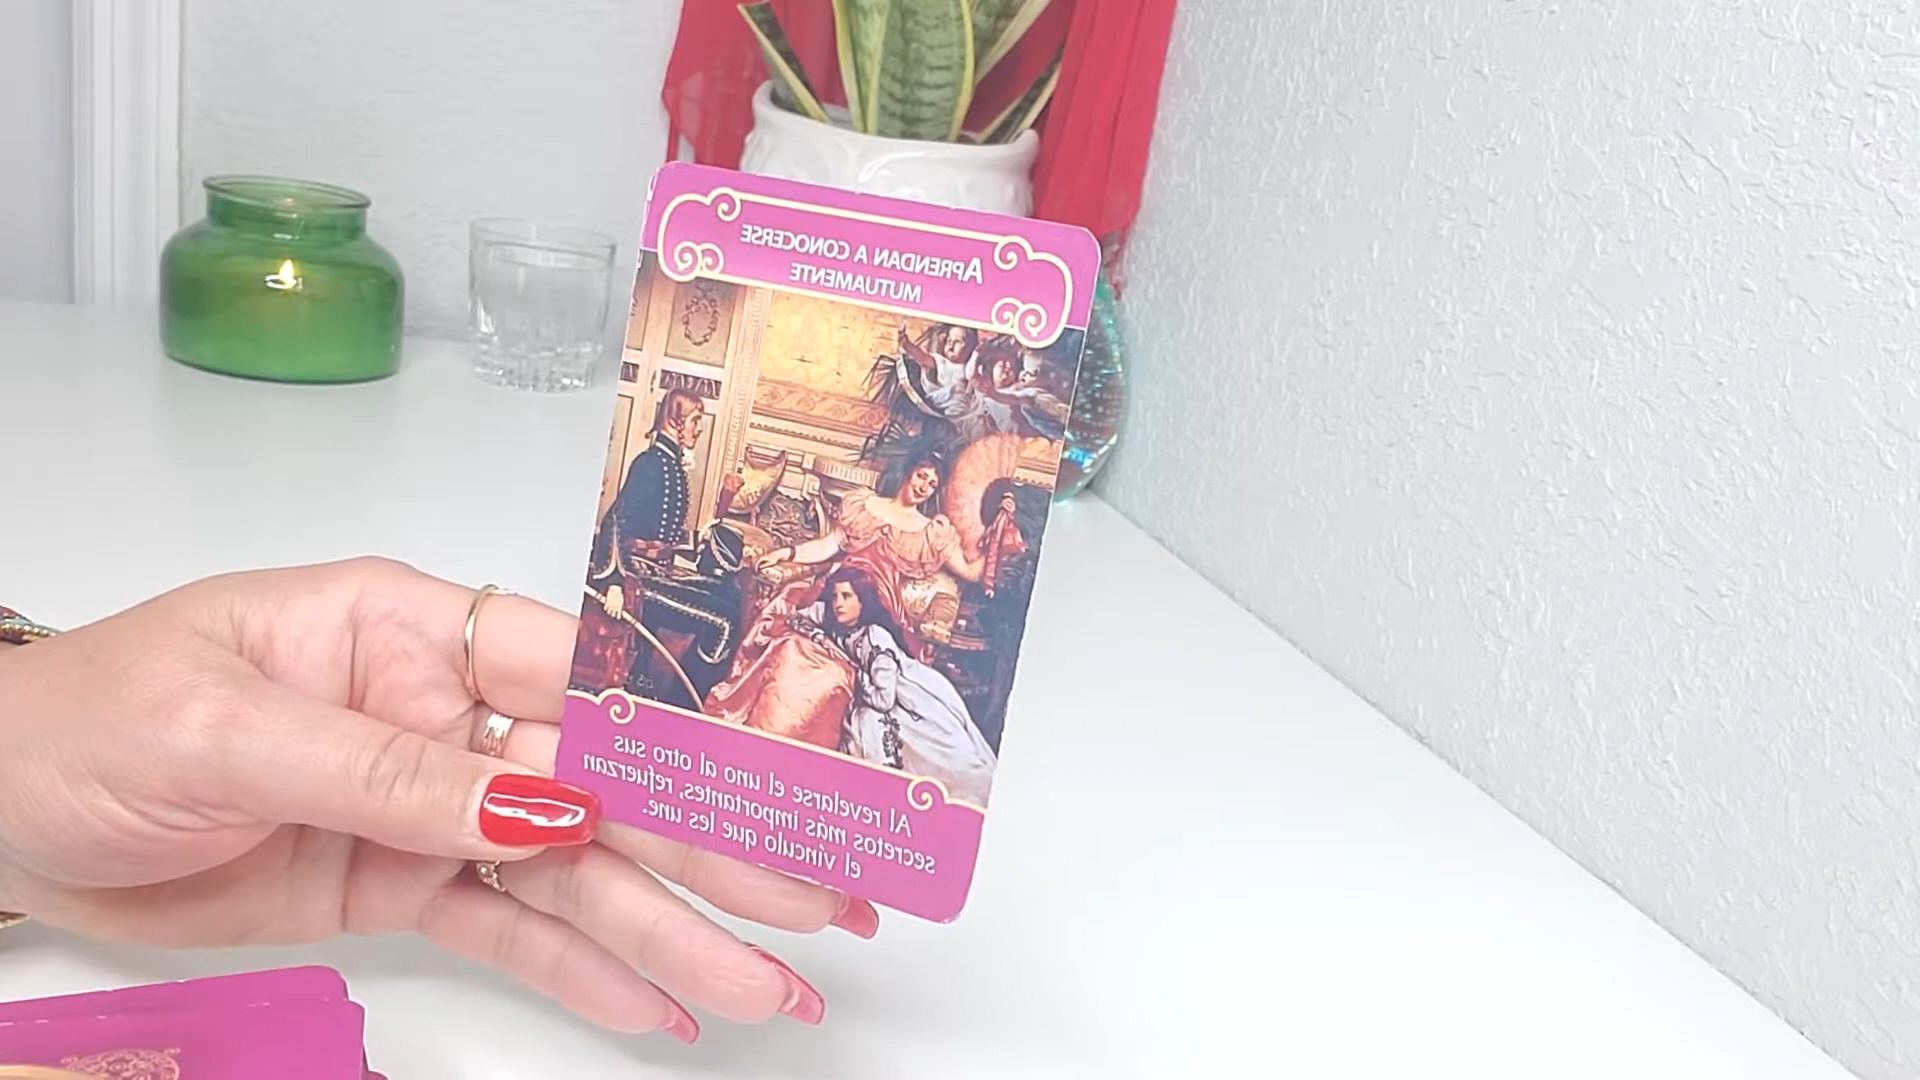 APRENDAN A CONOCERSE
MUTUAMENTE
Al revelarse el uno al otro sus
secretos más importantes, refuerzan
el vínculo que les une.